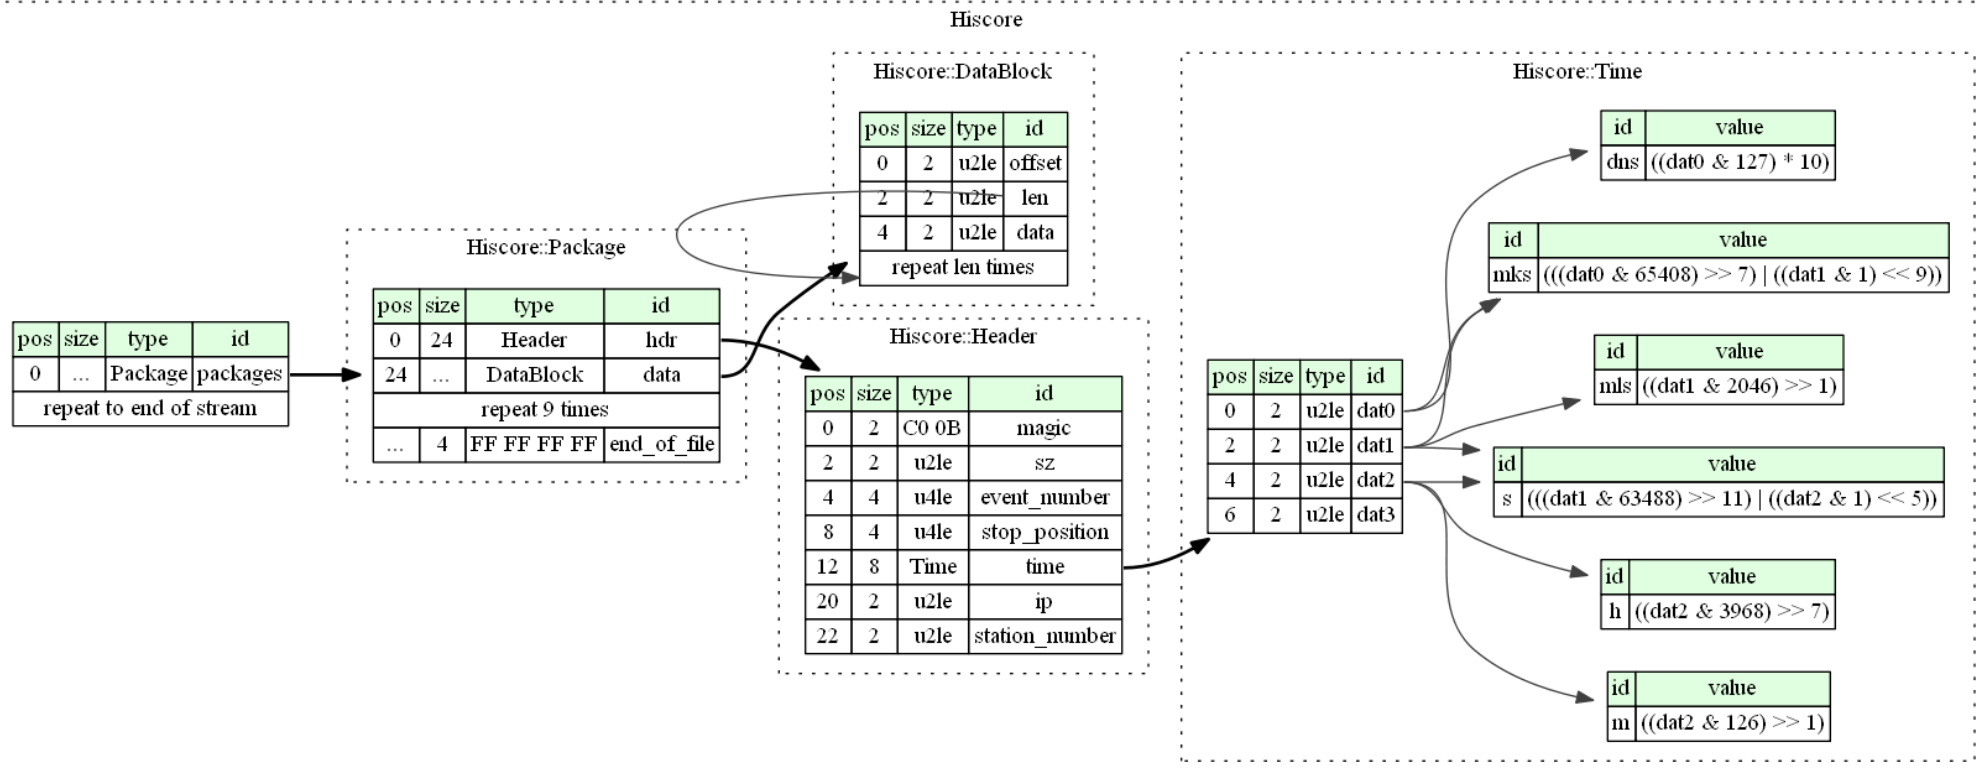 Hiscore
pos size type id
0 ... Package packages
repeat to end of stream
Hiscore::Package
pos size type id
0 24 Header hdr
24 ... DataBlock data
repeat 9 times
... 4 FF FF FF FF end_of_file
Hiscore::DataBlock
pos size type id
0 2 u2le offset
2 2 u2le len
4 2 u2le data
repeat len times
Hiscore::Header
pos size type id
0 2 C0 0B magic
2 2 u2le sz
4 4 u4le event_number
8 4 u4le stop_position
12 8 Time time
20 2 u2le ip
22 2 u2le station_number
Hiscore::Time
pos size type id
0 2 u2le dat0
2 2 u2le dat1
4 2 u2le dat2
6 2 u2le dat3
id value
dns ((dat0 & 127) * 10)
id value
mks (((dat0 & 65408) >> 7) | ((dat1 & 1) << 9))
id value
mls ((dat1 & 2046) >> 1)
id value
s (((dat1 & 63488) >> 11) | ((dat2 & 1) << 5))
id value
h ((dat2 & 3968) >> 7)
id value
m ((dat2 & 126) >> 1)